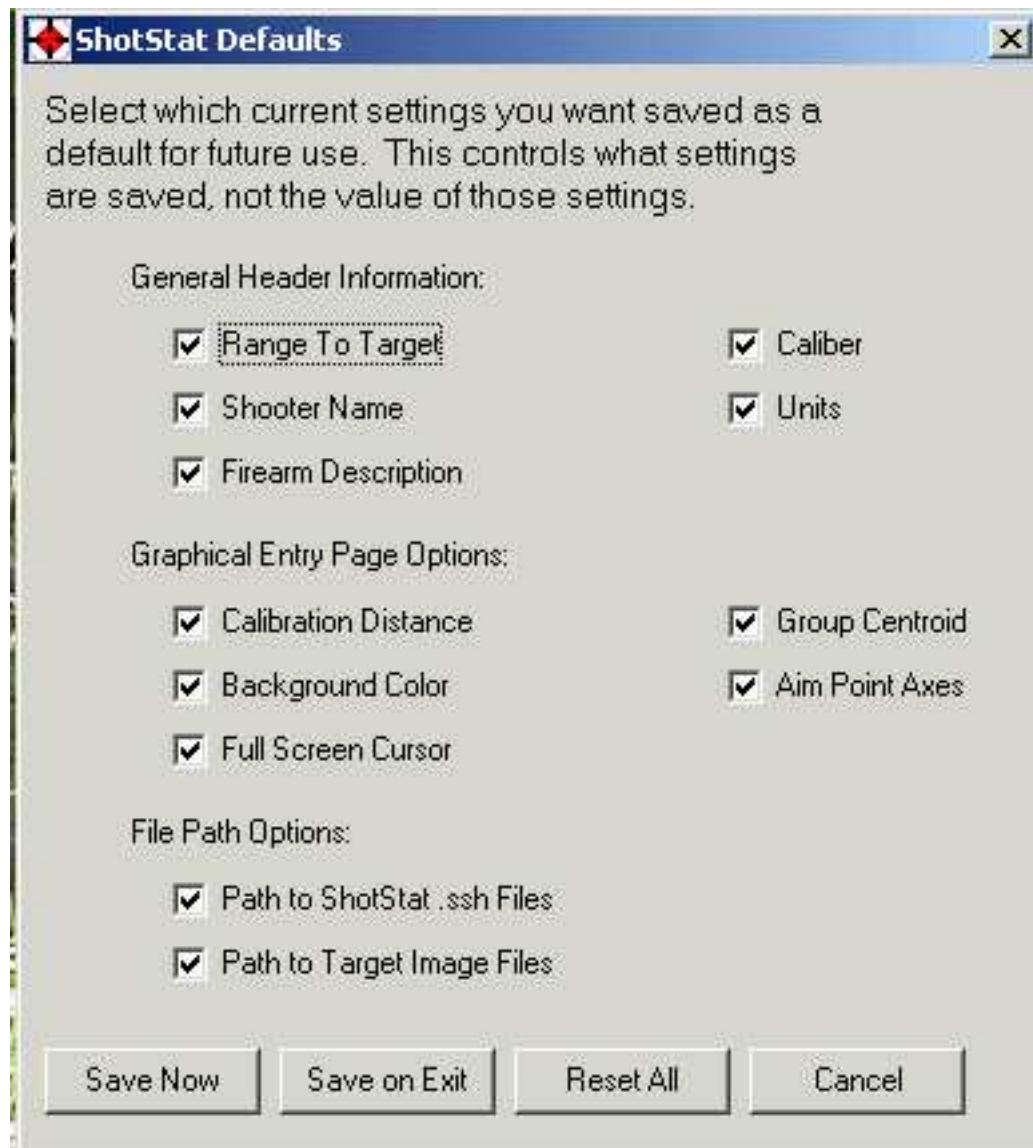 ShotStat Defaults
Select which current settings you want saved as a
default for future use. This controls what settings
are saved, not the value of those settings.
General Header Information:
Range To Target
Caliber
Shooter Name
Units
Firearm Description
Graphical Entry Page Options:
Calibration Distance
Group Centroid
Background Color
Aim Point Axes
Full Screen Cursor
File Path Options:
Path to ShotStat .ssh Files
Path to Target Image Files
Save Now
Save on Exit
Reset All
Cancel